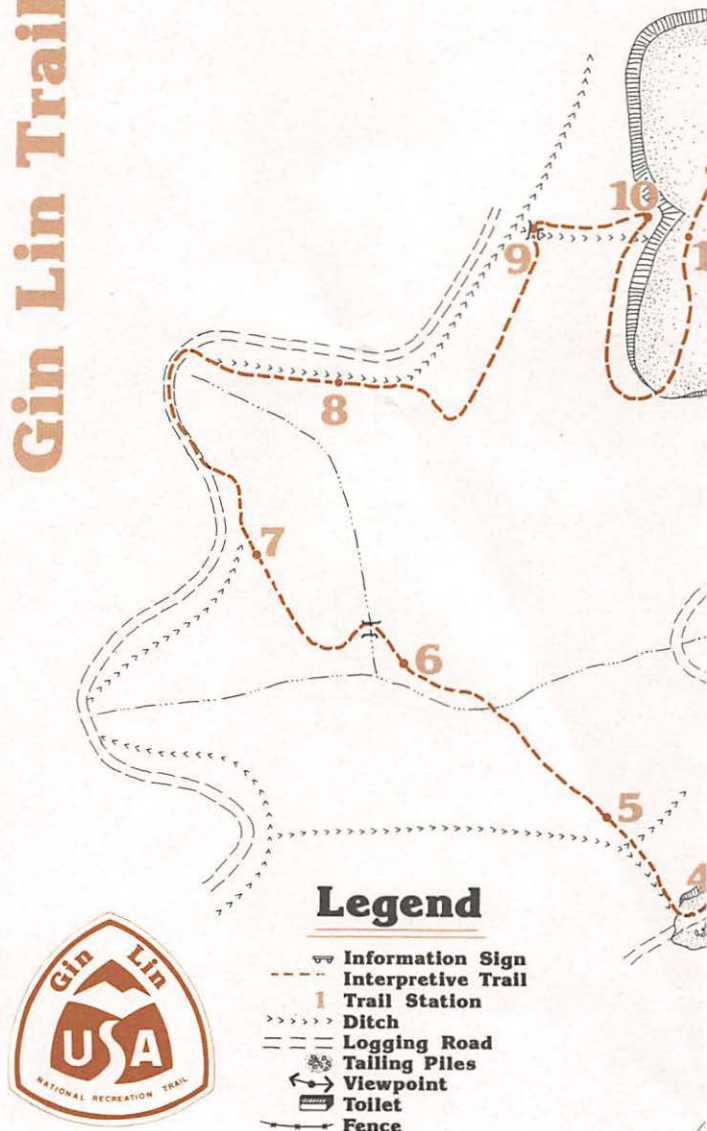 Gin Lin Trail
10
9
1
8
7
6
5
4
Legend
Information Sign
Interpretive Trail
1 Trail Station
Ditch
Logging Road
Tailing Piles
Viewpoint
Toilet
Fence
Gin Lin
USA
NATIONAL RECREATION TRAIL